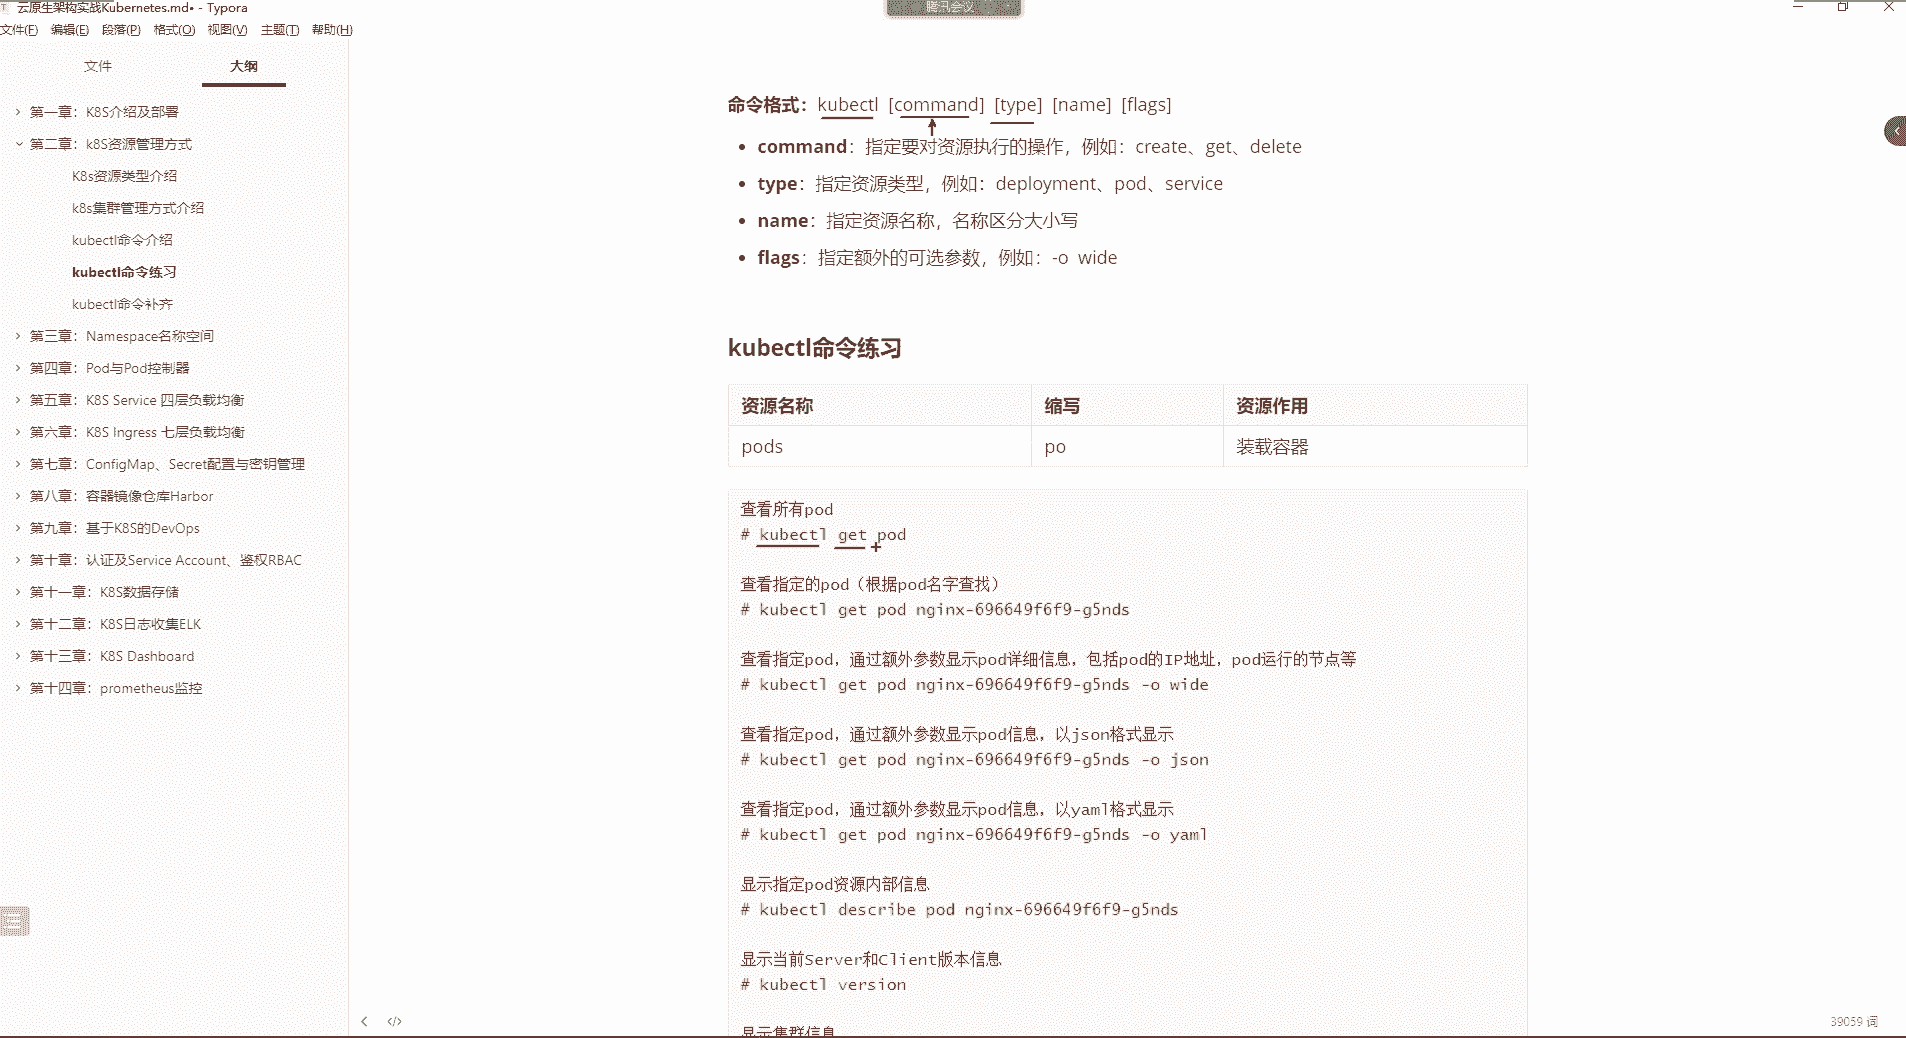 云原生架构实战Kubernetes.md• - Typora
腾讯会议
文件(F) 编辑(E) 段落(P) 格式(O) 视图(V) 主题(T) 帮助(H)
文件 大纲
第一章：K8S介绍及部署
第二章：k8S资源管理方式
K8s资源类型介绍
k8s集群管理方式介绍
kubectl命令介绍
kubectl命令练习
kubectl命令补齐
第三章：Namespace名称空间
第四章：Pod与Pod控制器
第五章：K8S Service 四层负载均衡
第六章：K8S Ingress 七层负载均衡
第七章：ConfigMap、Secret配置与密钥管理
第八章：容器镜像仓库Harbor
第九章：基于K8S的DevOps
第十章：认证及Service Account、鉴权RBAC
第十一章：K8S数据存储
第十二章：K8S日志收集ELK
第十三章：K8S Dashboard
第十四章：prometheus监控
命令格式：kubectl [command] [type] [name] [flags]
• command：指定要对资源执行的操作，例如：create、get、delete
• type：指定资源类型，例如：deployment、pod、service
• name：指定资源名称，名称区分大小写
• flags：指定额外的可选参数，例如：-o wide
kubectl命令练习
资源名称 缩写 资源作用
pods po 装载容器
查看所有pod
# kubectl get pod
查看指定的pod（根据pod名字查找）
# kubectl get pod nginx-696649f6f9-g5nds
查看指定pod，通过额外参数显示pod详细信息，包括pod的IP地址，pod运行的节点等
# kubectl get pod nginx-696649f6f9-g5nds -o wide
查看指定pod，通过额外参数显示pod信息，以json格式显示
# kubectl get pod nginx-696649f6f9-g5nds -o json
查看指定pod，通过额外参数显示pod信息，以yaml格式显示
# kubectl get pod nginx-696649f6f9-g5nds -o yaml
显示指定pod资源内部信息
# kubectl describe pod nginx-696649f6f9-g5nds
显示当前Server和Client版本信息
# kubectl version
显示集群信息
39059 词